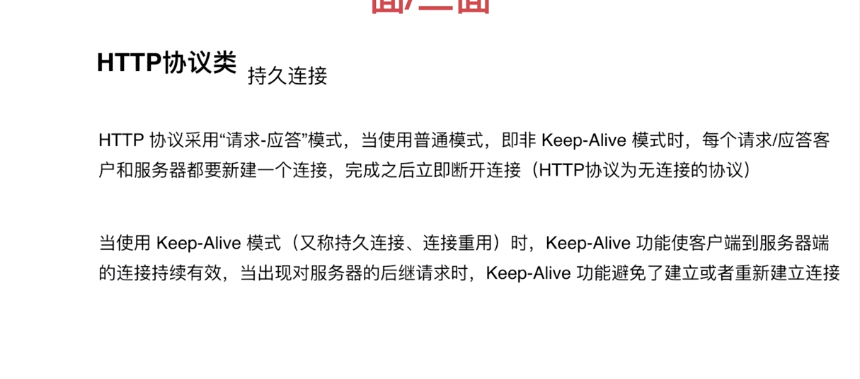 面/二面
HTTP协议类 持久连接
HTTP 协议采用“请求-应答”模式，当使用普通模式，即非 Keep-Alive 模式时，每个请求/应答客
户和服务器都要新建一个连接，完成之后立即断开连接（HTTP协议为无连接的协议）
当使用 Keep-Alive 模式（又称持久连接、连接重用）时，Keep-Alive 功能使客户端到服务器端
的连接持续有效，当出现对服务器的后继请求时，Keep-Alive 功能避免了建立或者重新建立连接